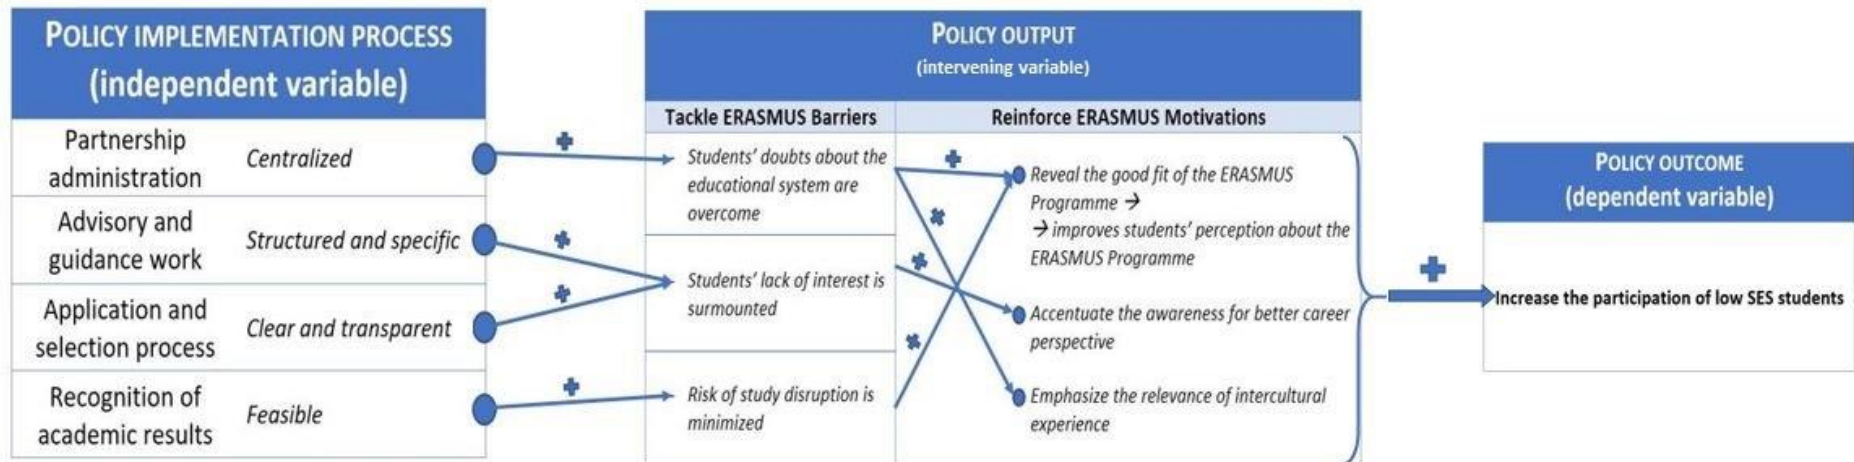 POLICY IMPLEMENTATION PROCESS
(independent variable)
Partnership
administration
Centralized
Advisory and
guidance work
Structured and specific
Application and
selection process
Clear and transparent
Recognition of
academic results
Feasible
POLICY OUTPUT
(intervening variable)
Tackle ERASMUS Barriers
Students' doubts about the
educational system are
overcome
Students' lack of interest is
surmounted
Risk of study disruption is
minimized
Reinforce ERASMUS Motivations
Reveal the good fit of the ERASMUS
Programme →
→ improves students' perception about the
ERASMUS Programme
Accentuate the awareness for better career
perspective
Emphasize the relevance of intercultural
experience
POLICY OUTCOME
(dependent variable)
Increase the participation of low SES students